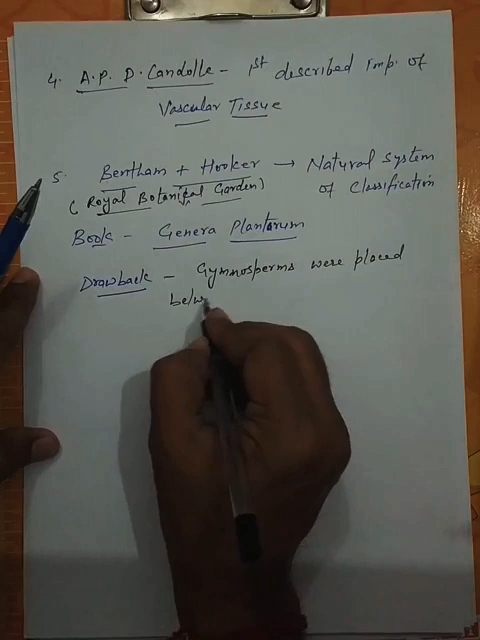 4. A.P. D. Candolle - 1st described Imp. of
Vascular Tissue
5. Bentham + Hooker → Natural System
of Classification
(Royal Botanical Garden)
Book - Genera Plantarum
Drawback - Gymnosperms were placed
belw